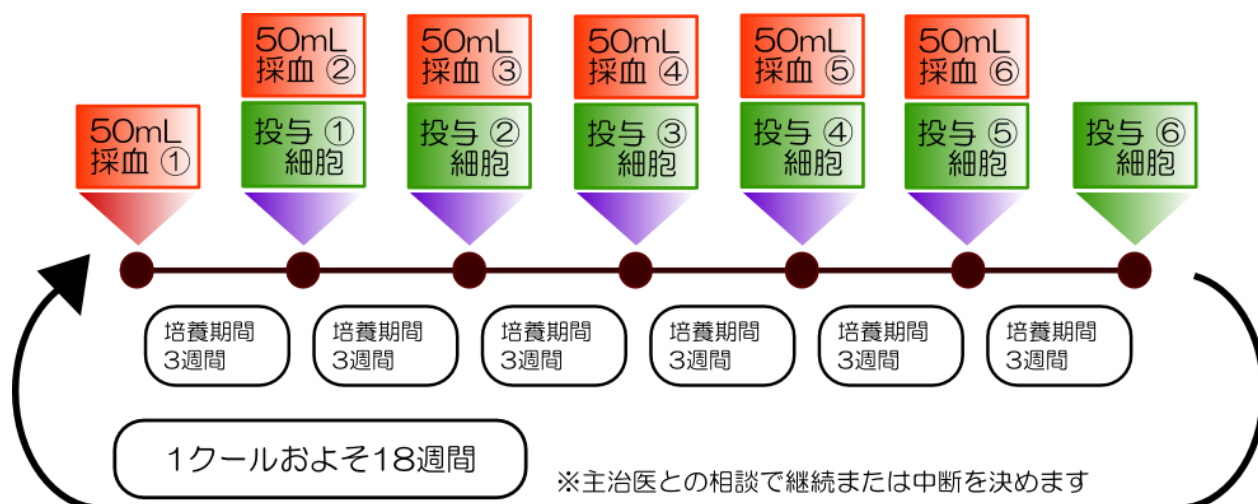 50mL
採血 ①
50mL
採血 ②
投与 ①
細胞
50mL
採血 ③
投与 ②
細胞
50mL
採血 ④
投与 ③
細胞
50mL
採血 ⑤
投与 ④
細胞
50mL
採血 ⑥
投与 ⑤
細胞
投与 ⑥
細胞
培養期間
3週間
培養期間
3週間
培養期間
3週間
培養期間
3週間
培養期間
3週間
培養期間
3週間
1クールおよそ18週間
※主治医との相談で継続または中断を決めます